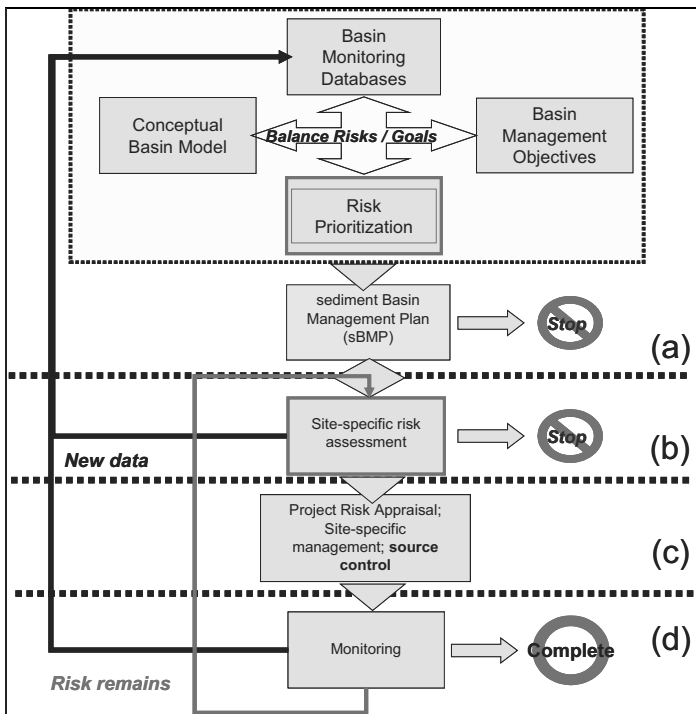 Basin
Monitoring
Databases
Conceptual
Basin Model
Balance Risks / Goals
Basin
Management
Objectives
Risk
Prioritization
sediment Basin
Management Plan
(sBMP)
Stop
(a)
Site-specific risk
assessment
Stop
(b)
New data
Project Risk Appraisal;
Site-specific
management; source
control
(c)
Monitoring
Complete
(d)
Risk remains